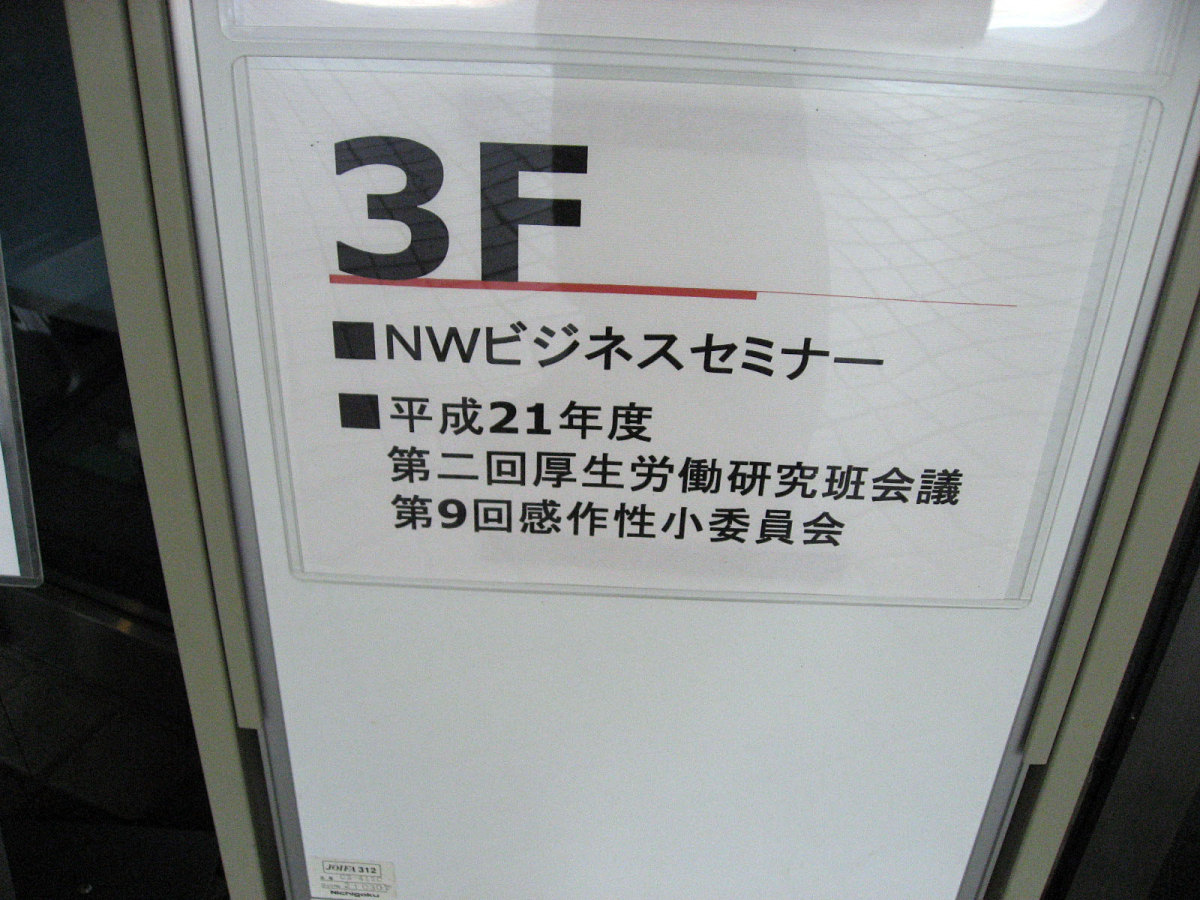 3F
■NWビジネスセミナー
■平成21年度
第二回厚生労働研究班会議
第9回感作性小委員会
JOIFA 312
Nichigaku